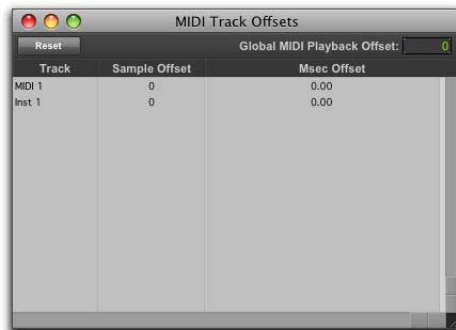 MIDI Track Offsets
Reset Global MIDI Playback Offset: 0
Track Sample Offset Msec Offset
MIDI 1 0 0.00
Inst 1 0 0.00